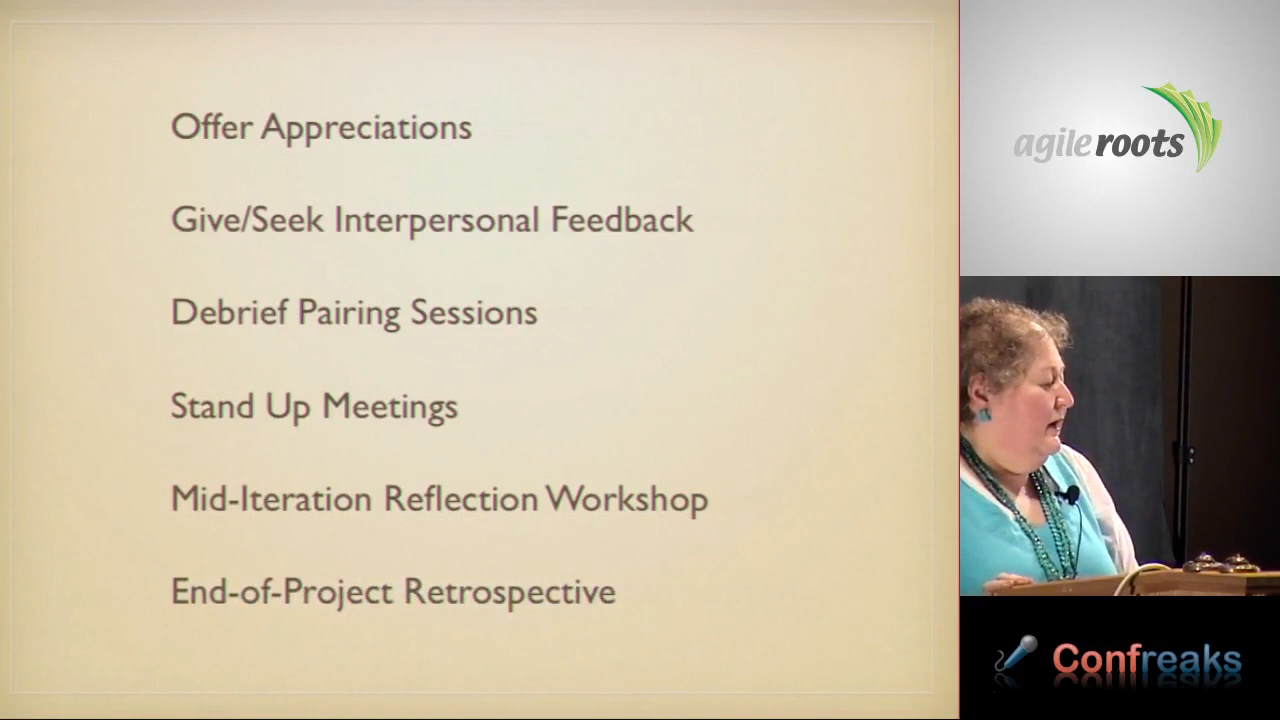 Offer Appreciations
Give/Seek Interpersonal Feedback
Debrief Pairing Sessions
Stand Up Meetings
Mid-Iteration Reflection Workshop
End-of-Project Retrospective
agile roots
Confreaks